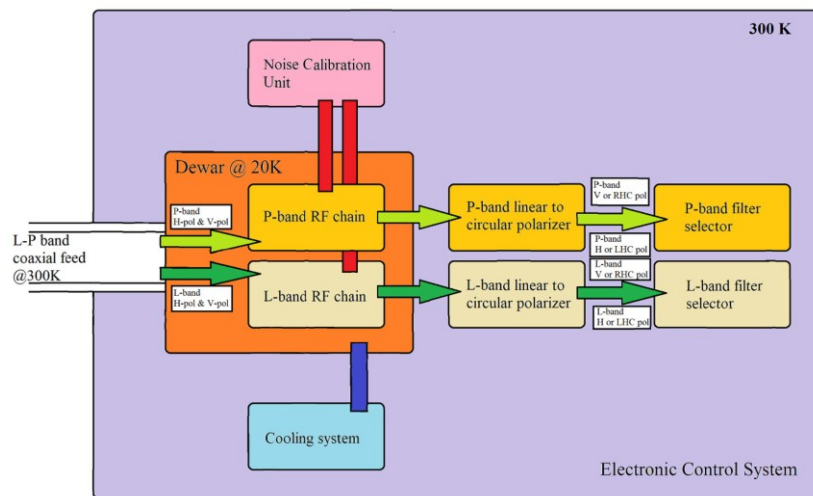 300 K
Noise Calibration
Unit
Dewar @ 20K
P-band
H-pol & V-pol
P-band RF chain
P-band linear to
circular polarizer
P-band
V or RHC pol
P-band
H or LHC pol
P-band filter
selector
L-P band
coaxial feed
@300K
L-band
H-pol & V-pol
L-band RF chain
L-band linear to
circular polarizer
L-band
V or RHC pol
L-band
H or LHC pol
L-band filter
selector
Cooling system
Electronic Control System